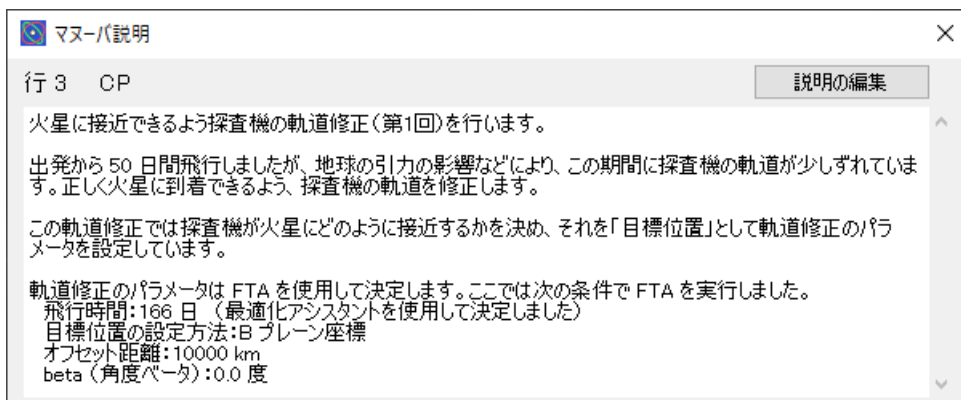 マヌーバ説明
行 3 CP
説明の編集
火星に接近できるよう探査機の軌道修正(第1回)を行います。
出発から 50 日間飛行しましたが、地球の引力の影響などにより、この期間に探査機の軌道が少しずれていま
す。正しく火星に到着できるよう、探査機の軌道を修正します。
この軌道修正では探査機が火星にどのように接近するかを決め、それを「目標位置」として軌道修正のパラ
メータを設定しています。
軌道修正のパラメータは FTA を使用して決定します。ここでは次の条件で FTA を実行しました。
飛行時間:166 日 (最適化アシスタントを使用して決定しました)
目標位置の設定方法:B プレーン座標
オフセット距離:10000 km
beta (角度ベータ):0.0 度